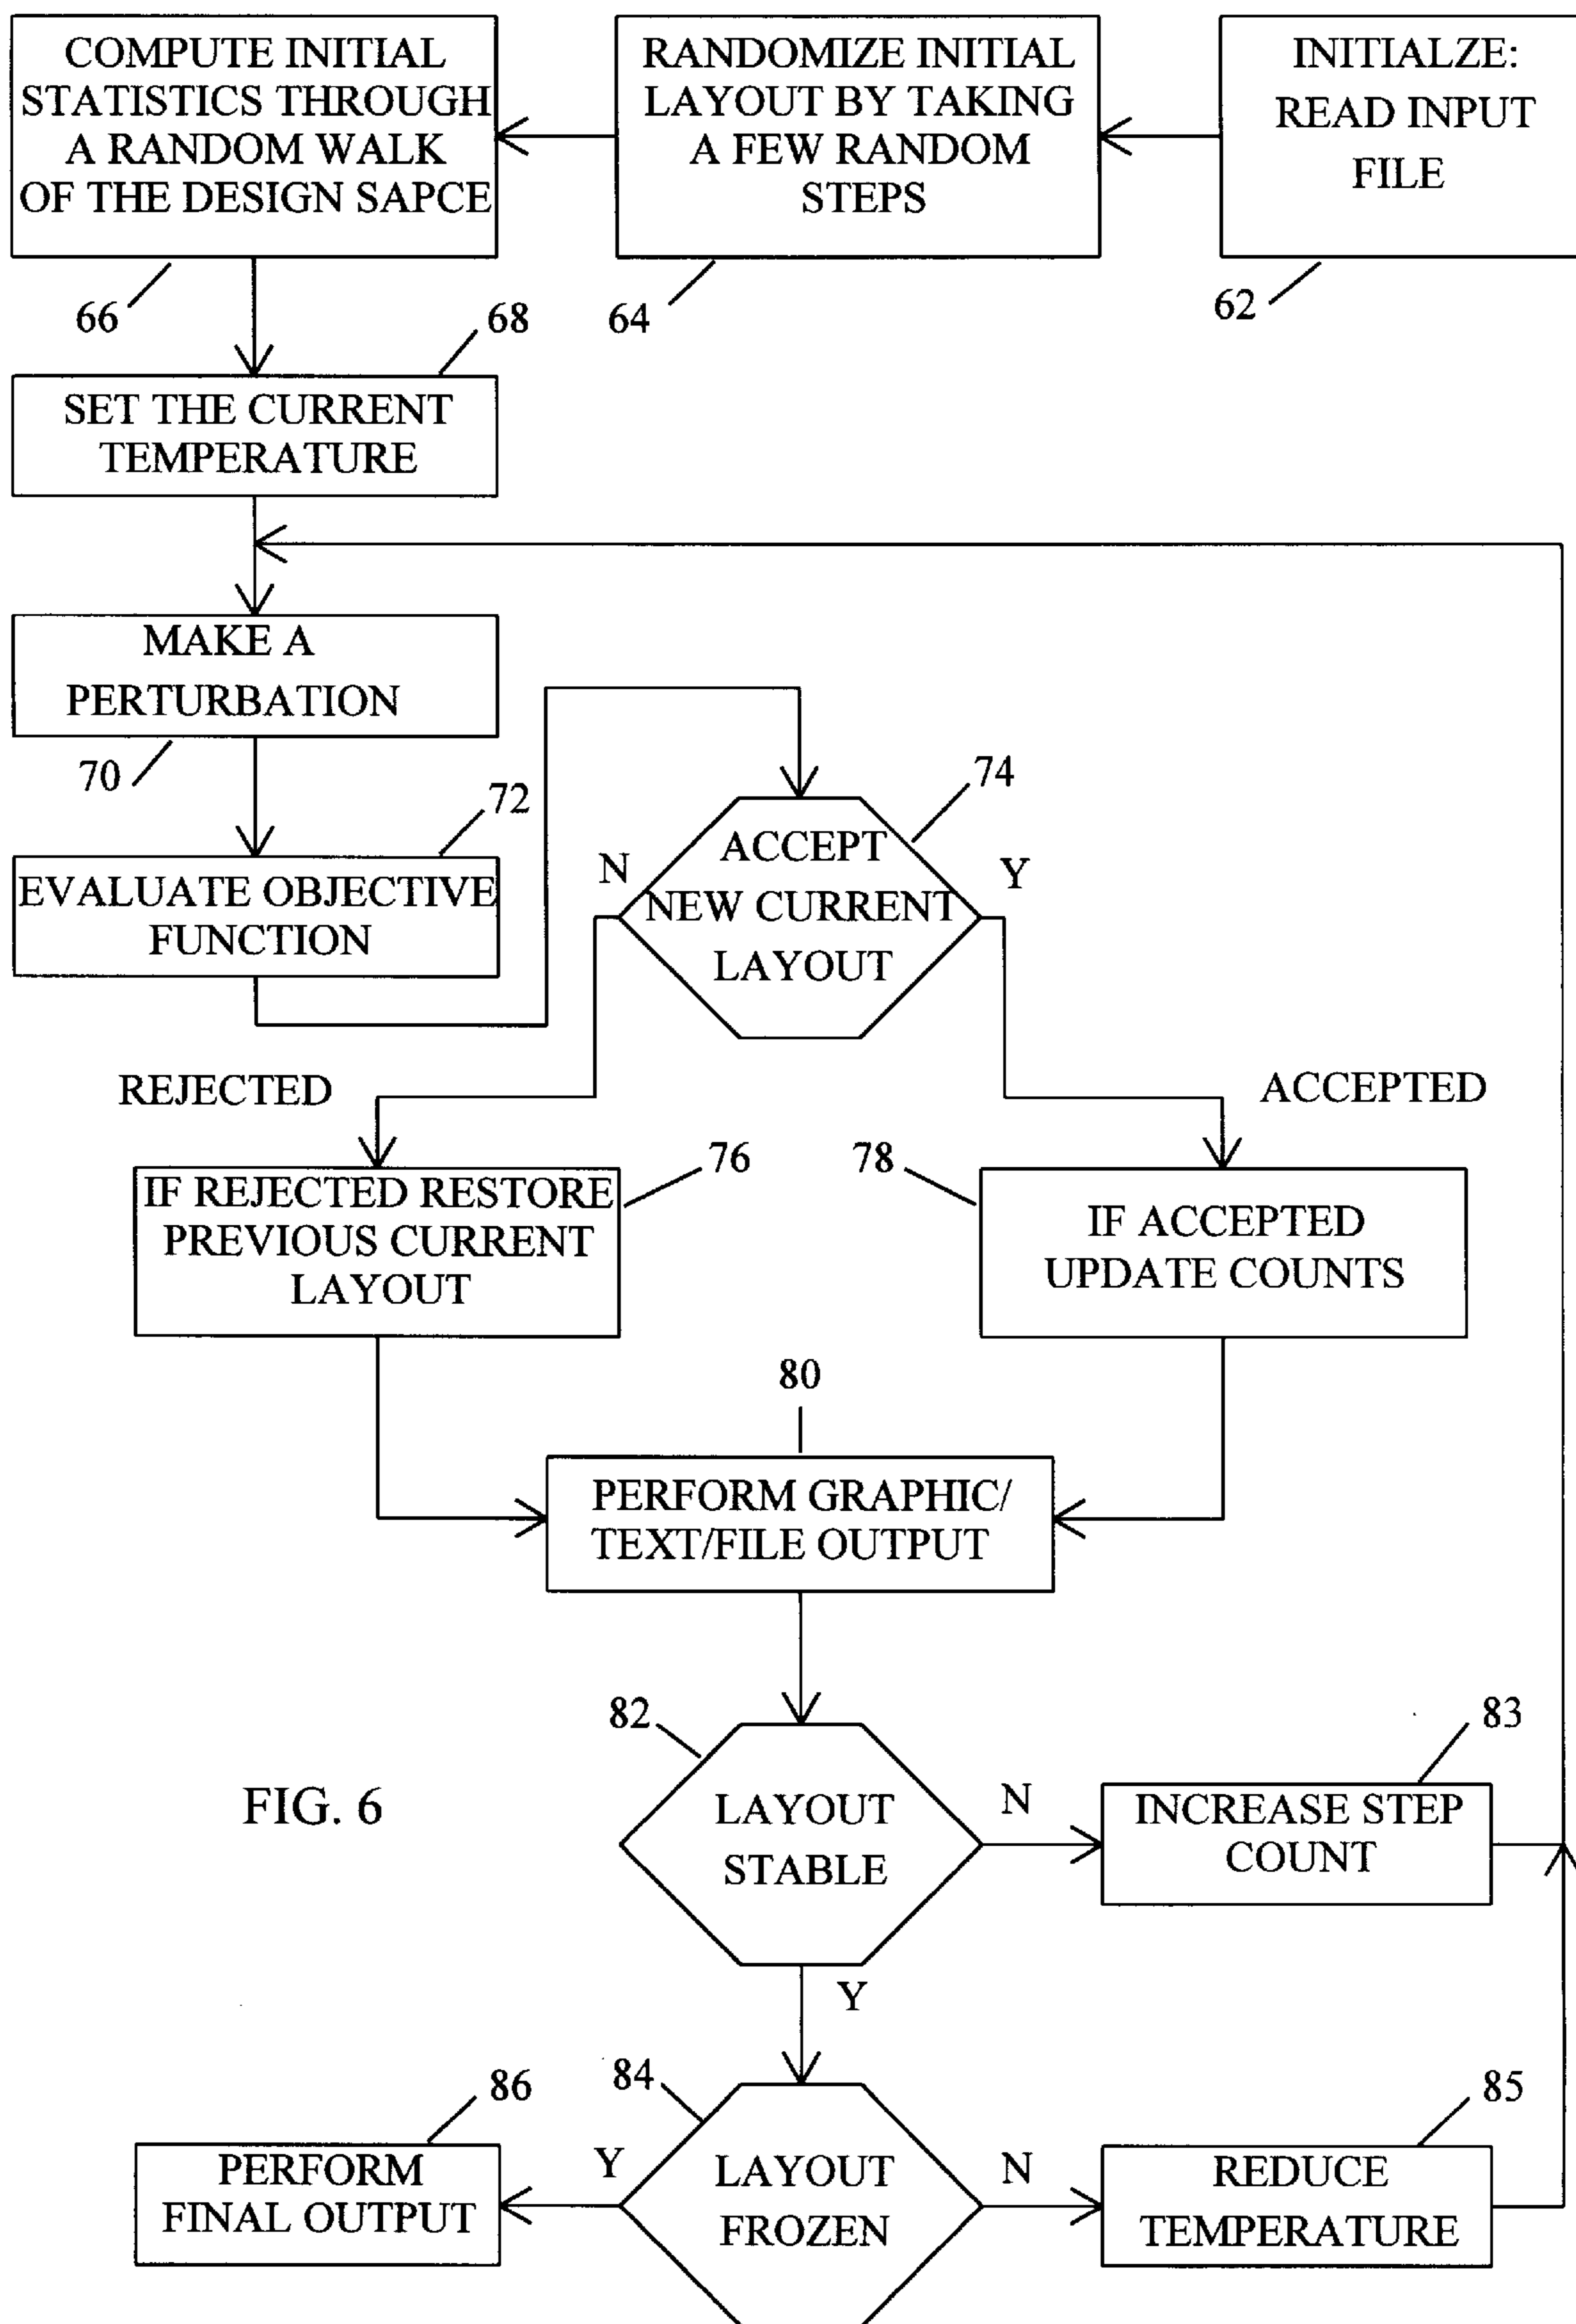 COMPUTE INITIAL
STATISTICS THROUGH
A RANDOM WALK
OF THE DESIGN SAPCE
RANDOMIZE INITIAL
LAYOUT BY TAKING
A FEW RANDOM
STEPS
INITIALZE:
READ INPUT
FILE
66
64
62
68
SET THE CURRENT
TEMPERATURE
MAKE A
PERTURBATION
70
72
EVALUATE OBJECTIVE
FUNCTION
74
ACCEPT
NEW CURRENT
LAYOUT
N
Y
REJECTED
ACCEPTED
76
78
IF REJECTED RESTORE
PREVIOUS CURRENT
LAYOUT
IF ACCEPTED
UPDATE COUNTS
80
PERFORM GRAPHIC/
TEXT/FILE OUTPUT
82
83
LAYOUT
STABLE
N
INCREASE STEP
COUNT
FIG. 6
Y
84
86
85
PERFORM
FINAL OUTPUT
Y
LAYOUT
FROZEN
N
REDUCE
TEMPERATURE